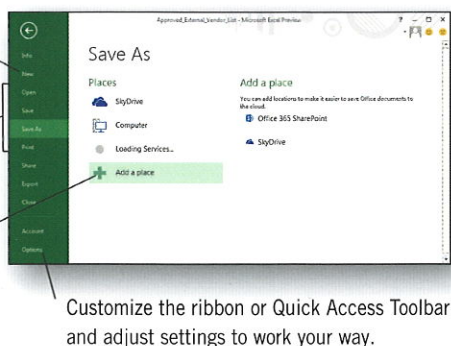 Approved_External_Vendor_List - Microsoft Excel Preview
?
Info
New
Open
Save
Save As
Print
Share
Export
Close
Account
Options
Save As
Places
SkyDrive
Computer
Loading Services...
Add a place
Add a place
You can add locations to make it easier to save Office documents to
the cloud.
Office 365 SharePoint
SkyDrive
Customize the ribbon or Quick Access Toolbar
and adjust settings to work your way.